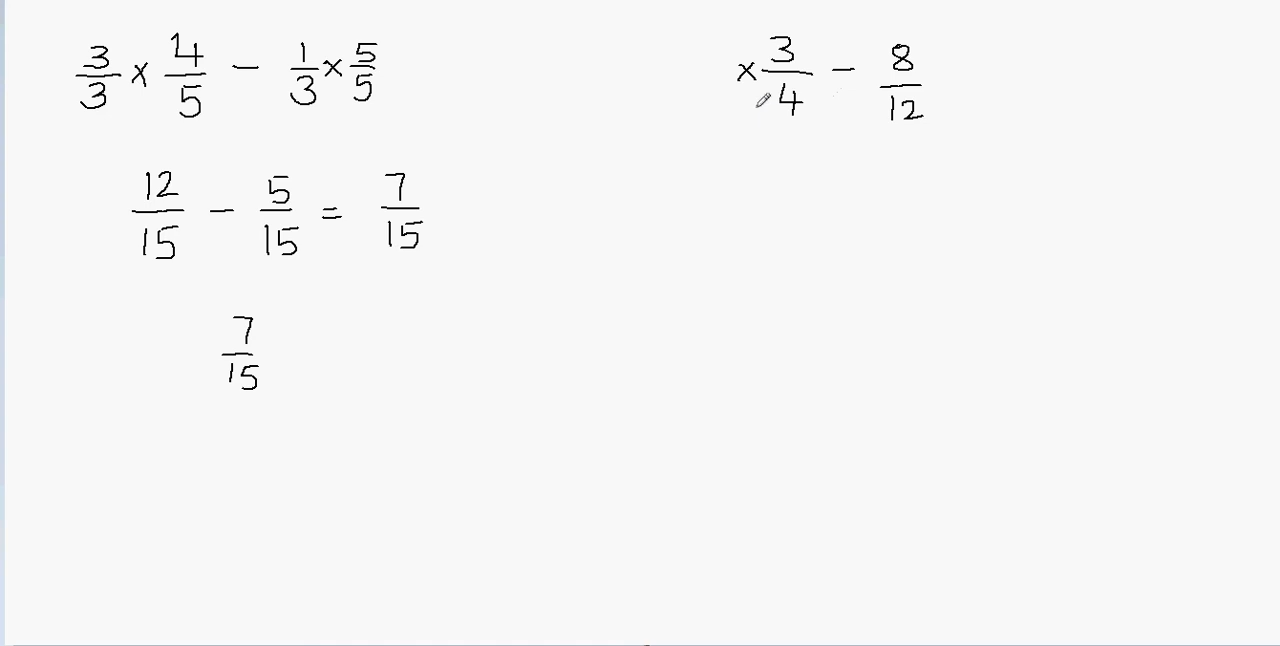 3/3 × 4/5 − 1/3 × 5/5
12/15 − 5/15 = 7/15
7/15
× 3/4 − 8/12